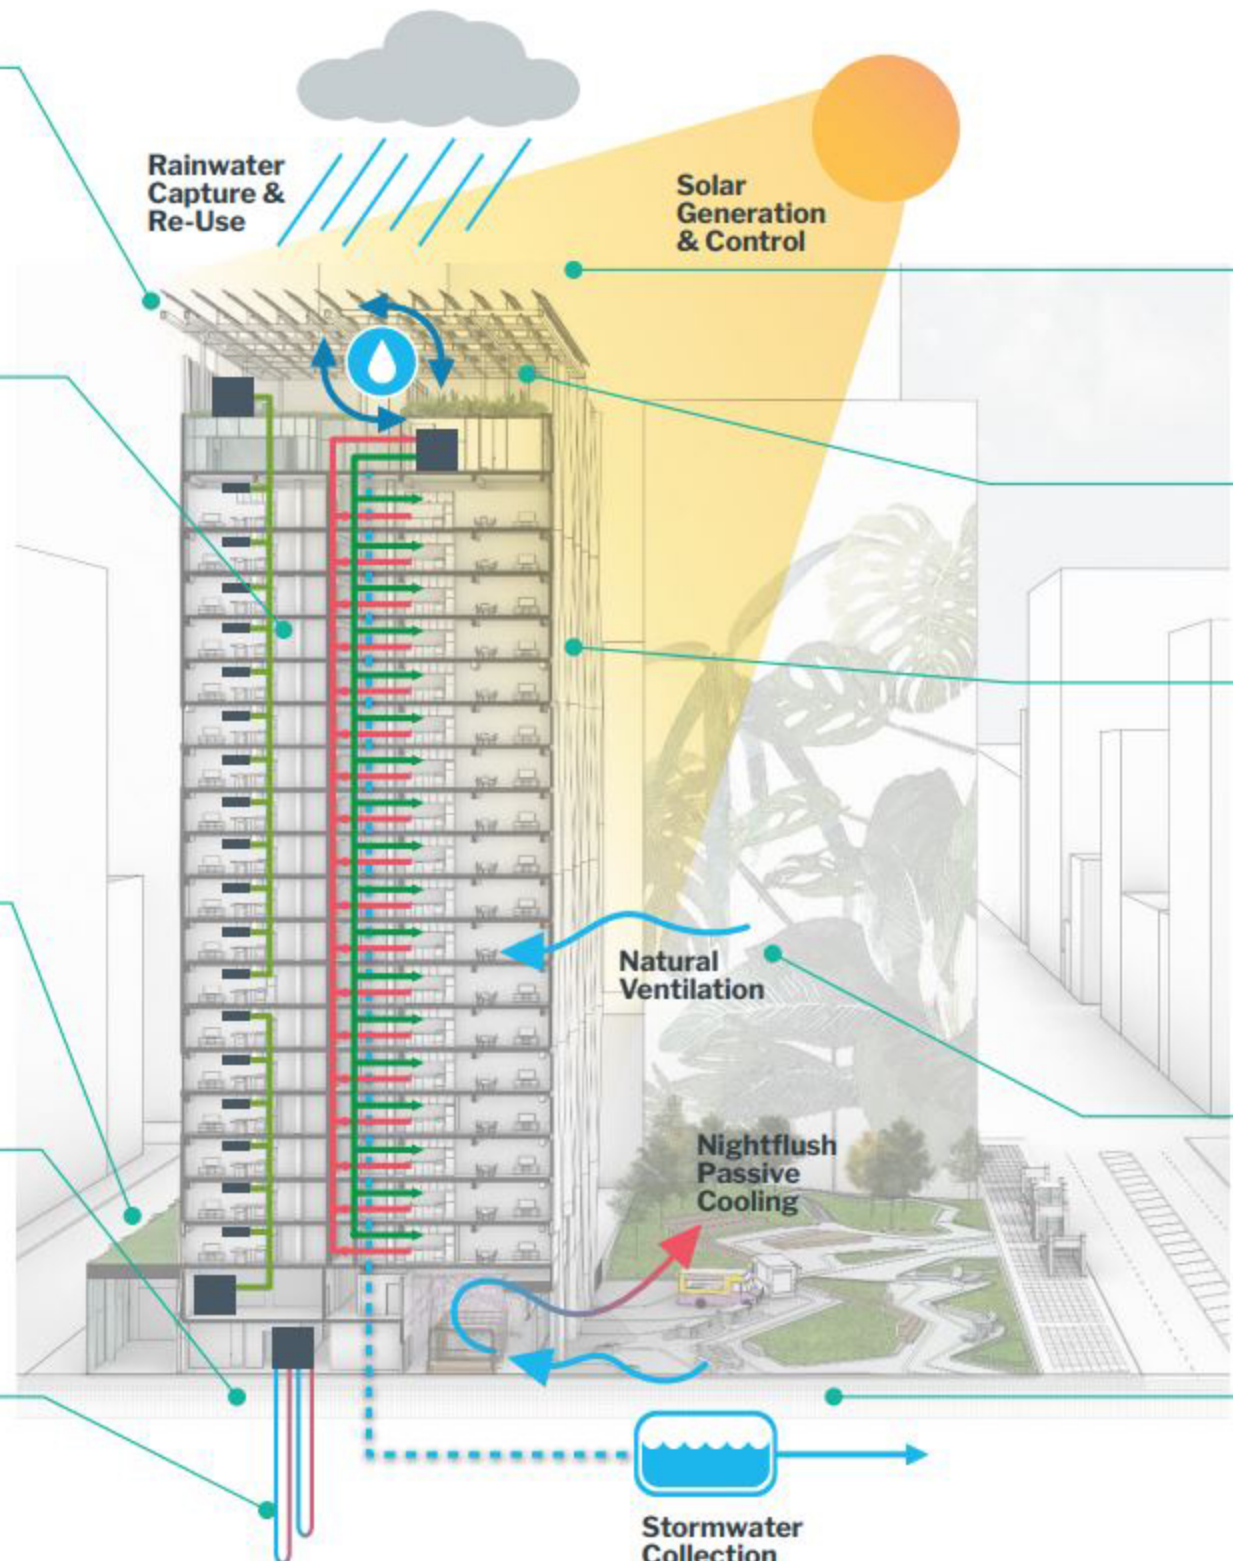 Rainwater
Capture &
Re-Use
Solar
Generation
& Control
Natural
Ventilation
Nightflush
Passive
Cooling
Stormwater
Collection